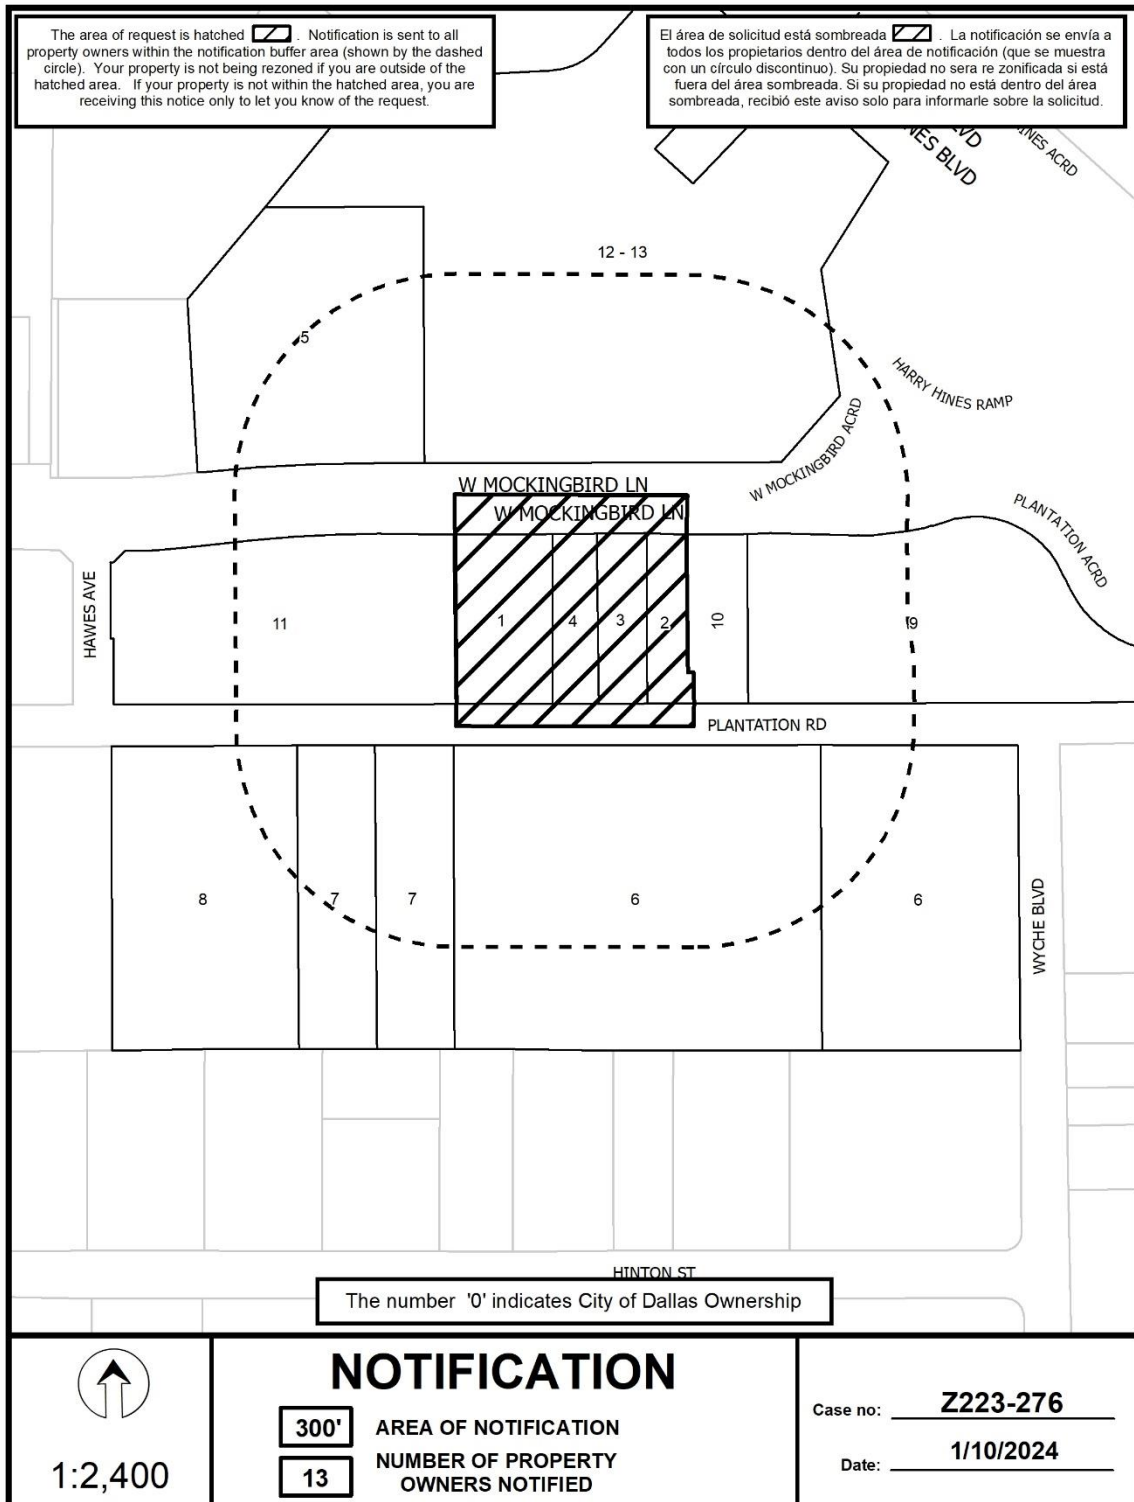 The area of request is hatched . Notification is sent to all
property owners within the notification buffer area (shown by the dashed
circle). Your property is not being rezoned if you are outside of the
hatched area. If your property is not within the hatched area, you are
receiving this notice only to let you know of the request.
El área de solicitud está sombreada . La notificación se envía a
todos los propietarios dentro del área de notificación (que se muestra
con un círculo discontinuo). Su propiedad no sera re zonificada si está
fuera del área sombreada. Si su propiedad no está dentro del área
sombreada, recibió este aviso solo para informarle sobre la solicitud.
LVD
NES BLVD
HINES ACRD
12 - 13
5
HARRY HINES RAMP
W MOCKINGBIRD ACRD
W MOCKINGBIRD LN
W MOCKINGBIRD LN
PLANTATION ACRD
HAWES AVE
11
1
4
3
2
10
9
PLANTATION RD
8
7
7
6
6
WYCHE BLVD
HINTON ST
The number '0' indicates City of Dallas Ownership
1:2,400
NOTIFICATION
300' AREA OF NOTIFICATION
13 NUMBER OF PROPERTY
OWNERS NOTIFIED
Case no: Z223-276
Date: 1/10/2024